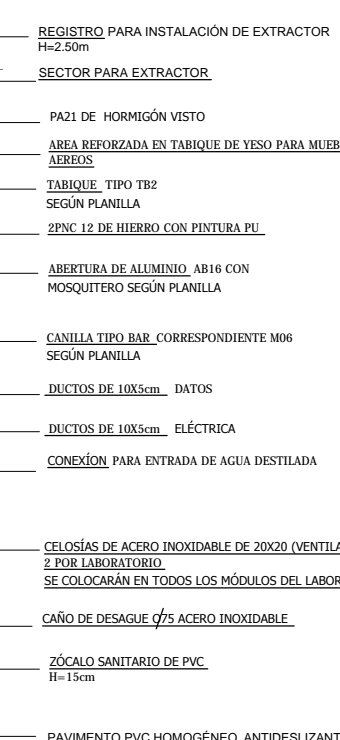 REGISTRO PARA INSTALACIÓN DE EXTRACTOR
H=2.50m
SECTOR PARA EXTRACTOR
PA21 DE HORMIGÓN VISTO
AREA REFORZADA EN TABIQUE DE YESO PARA MUEB
AEREOS
TABIQUE TIPO TB2
SEGÚN PLANILLA
2PNC 12 DE HIERRO CON PINTURA PU
ABERTURA DE ALUMINIO AB16 CON
MOSQUITERO SEGÚN PLANILLA
CANILLA TIPO BAR CORRESPONDIENTE M06
SEGÚN PLANILLA
DUCTOS DE 10X5cm DATOS
DUCTOS DE 10X5cm ELÉCTRICA
CONEXÍON PARA ENTRADA DE AGUA DESTILADA
CELOSÍAS DE ACERO INOXIDABLE DE 20X20 (VENTILA
2 POR LABORATORIO
SE COLOCARÁN EN TODOS LOS MÓDULOS DEL LABOR
CAÑO DE DESAGUE O/75 ACERO INOXIDABLE
ZÓCALO SANITARIO DE PVC
H=15cm
PAVIMENTO PVC HOMOGÉNEO, ANTIDESLIZANT